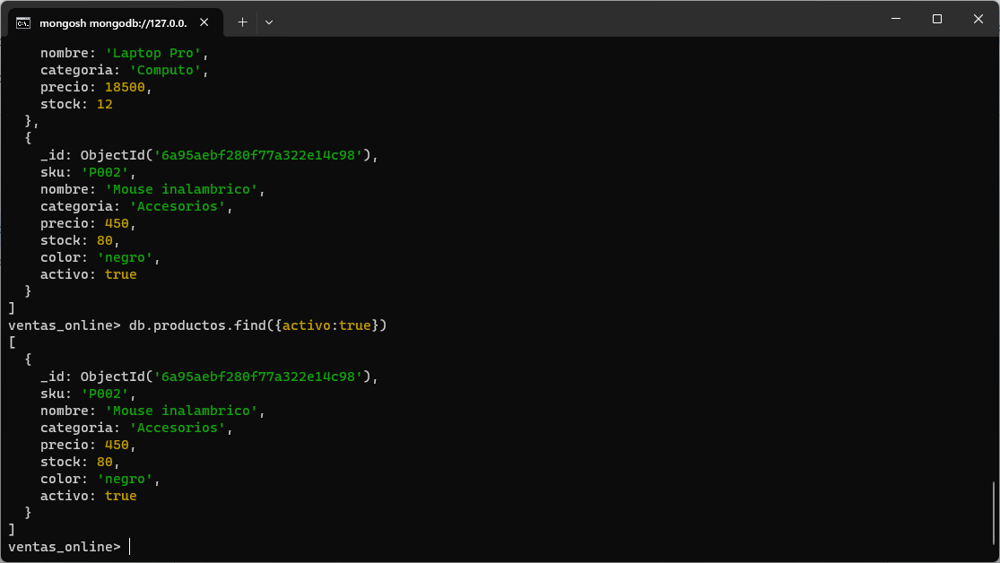 mongosh mongodb://127.0.0.
nombre: 'Laptop Pro',
categoria: 'Computo',
precio: 18500,
stock: 12
},
{
_id: ObjectId('6a95aebf280f77a322e14c98'),
sku: 'P002',
nombre: 'Mouse inalambrico',
categoria: 'Accesorios',
precio: 450,
stock: 80,
color: 'negro',
activo: true
}
]
ventas_online> db.productos.find({activo:true})
[
{
_id: ObjectId('6a95aebf280f77a322e14c98'),
sku: 'P002',
nombre: 'Mouse inalambrico',
categoria: 'Accesorios',
precio: 450,
stock: 80,
color: 'negro',
activo: true
}
]
ventas_online>